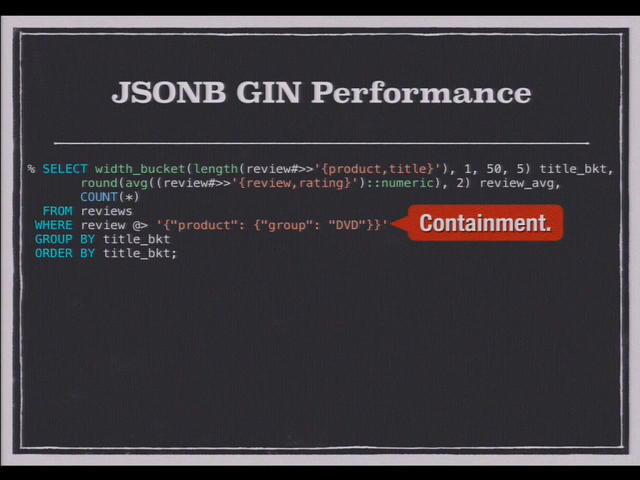 JSONB GIN Performance
% SELECT width_bucket(length(review#>>'{product,title}'), 1, 50, 5) title_bkt,
round(avg((review#>>'{review,rating}')::numeric), 2) review_avg,
COUNT(*)
FROM reviews
WHERE review @> '{"product": {"group": "DVD"}}'
Containment.
GROUP BY title_bkt
ORDER BY title_bkt;